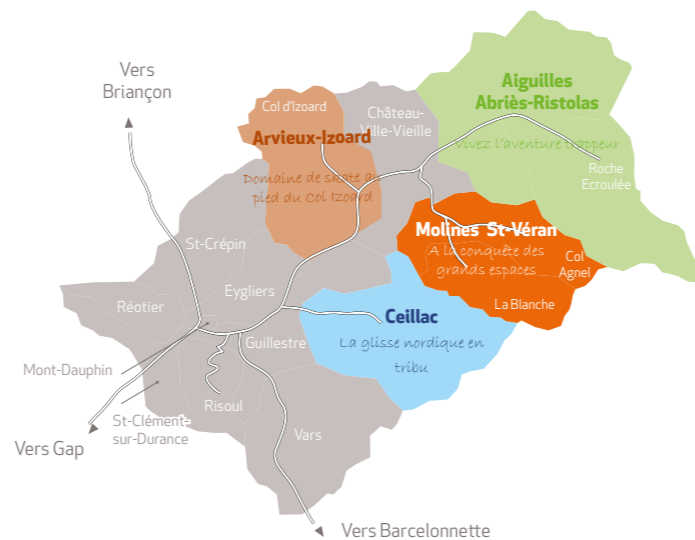 Vers
Briançon
Aiguilles
Abriès-Ristolas
Vivez l'aventure trappeur
Roche
Ecroulée
Col d'Izoard
Château-
Ville-Vieille
Arvieux-Izoard
Domaine de skate au
pied du Col Izoard
Molines St-Véran
A la conquête des
grands espaces
Col
Agnel
La Blanche
St-Crépin
Eygliers
Réotier
Ceillac
La glisse nordique en
tribu
Guillestre
Mont-Dauphin
Risoul
St-Clément-
sur-Durance
Vars
Vers Gap
Vers Barcelonnette